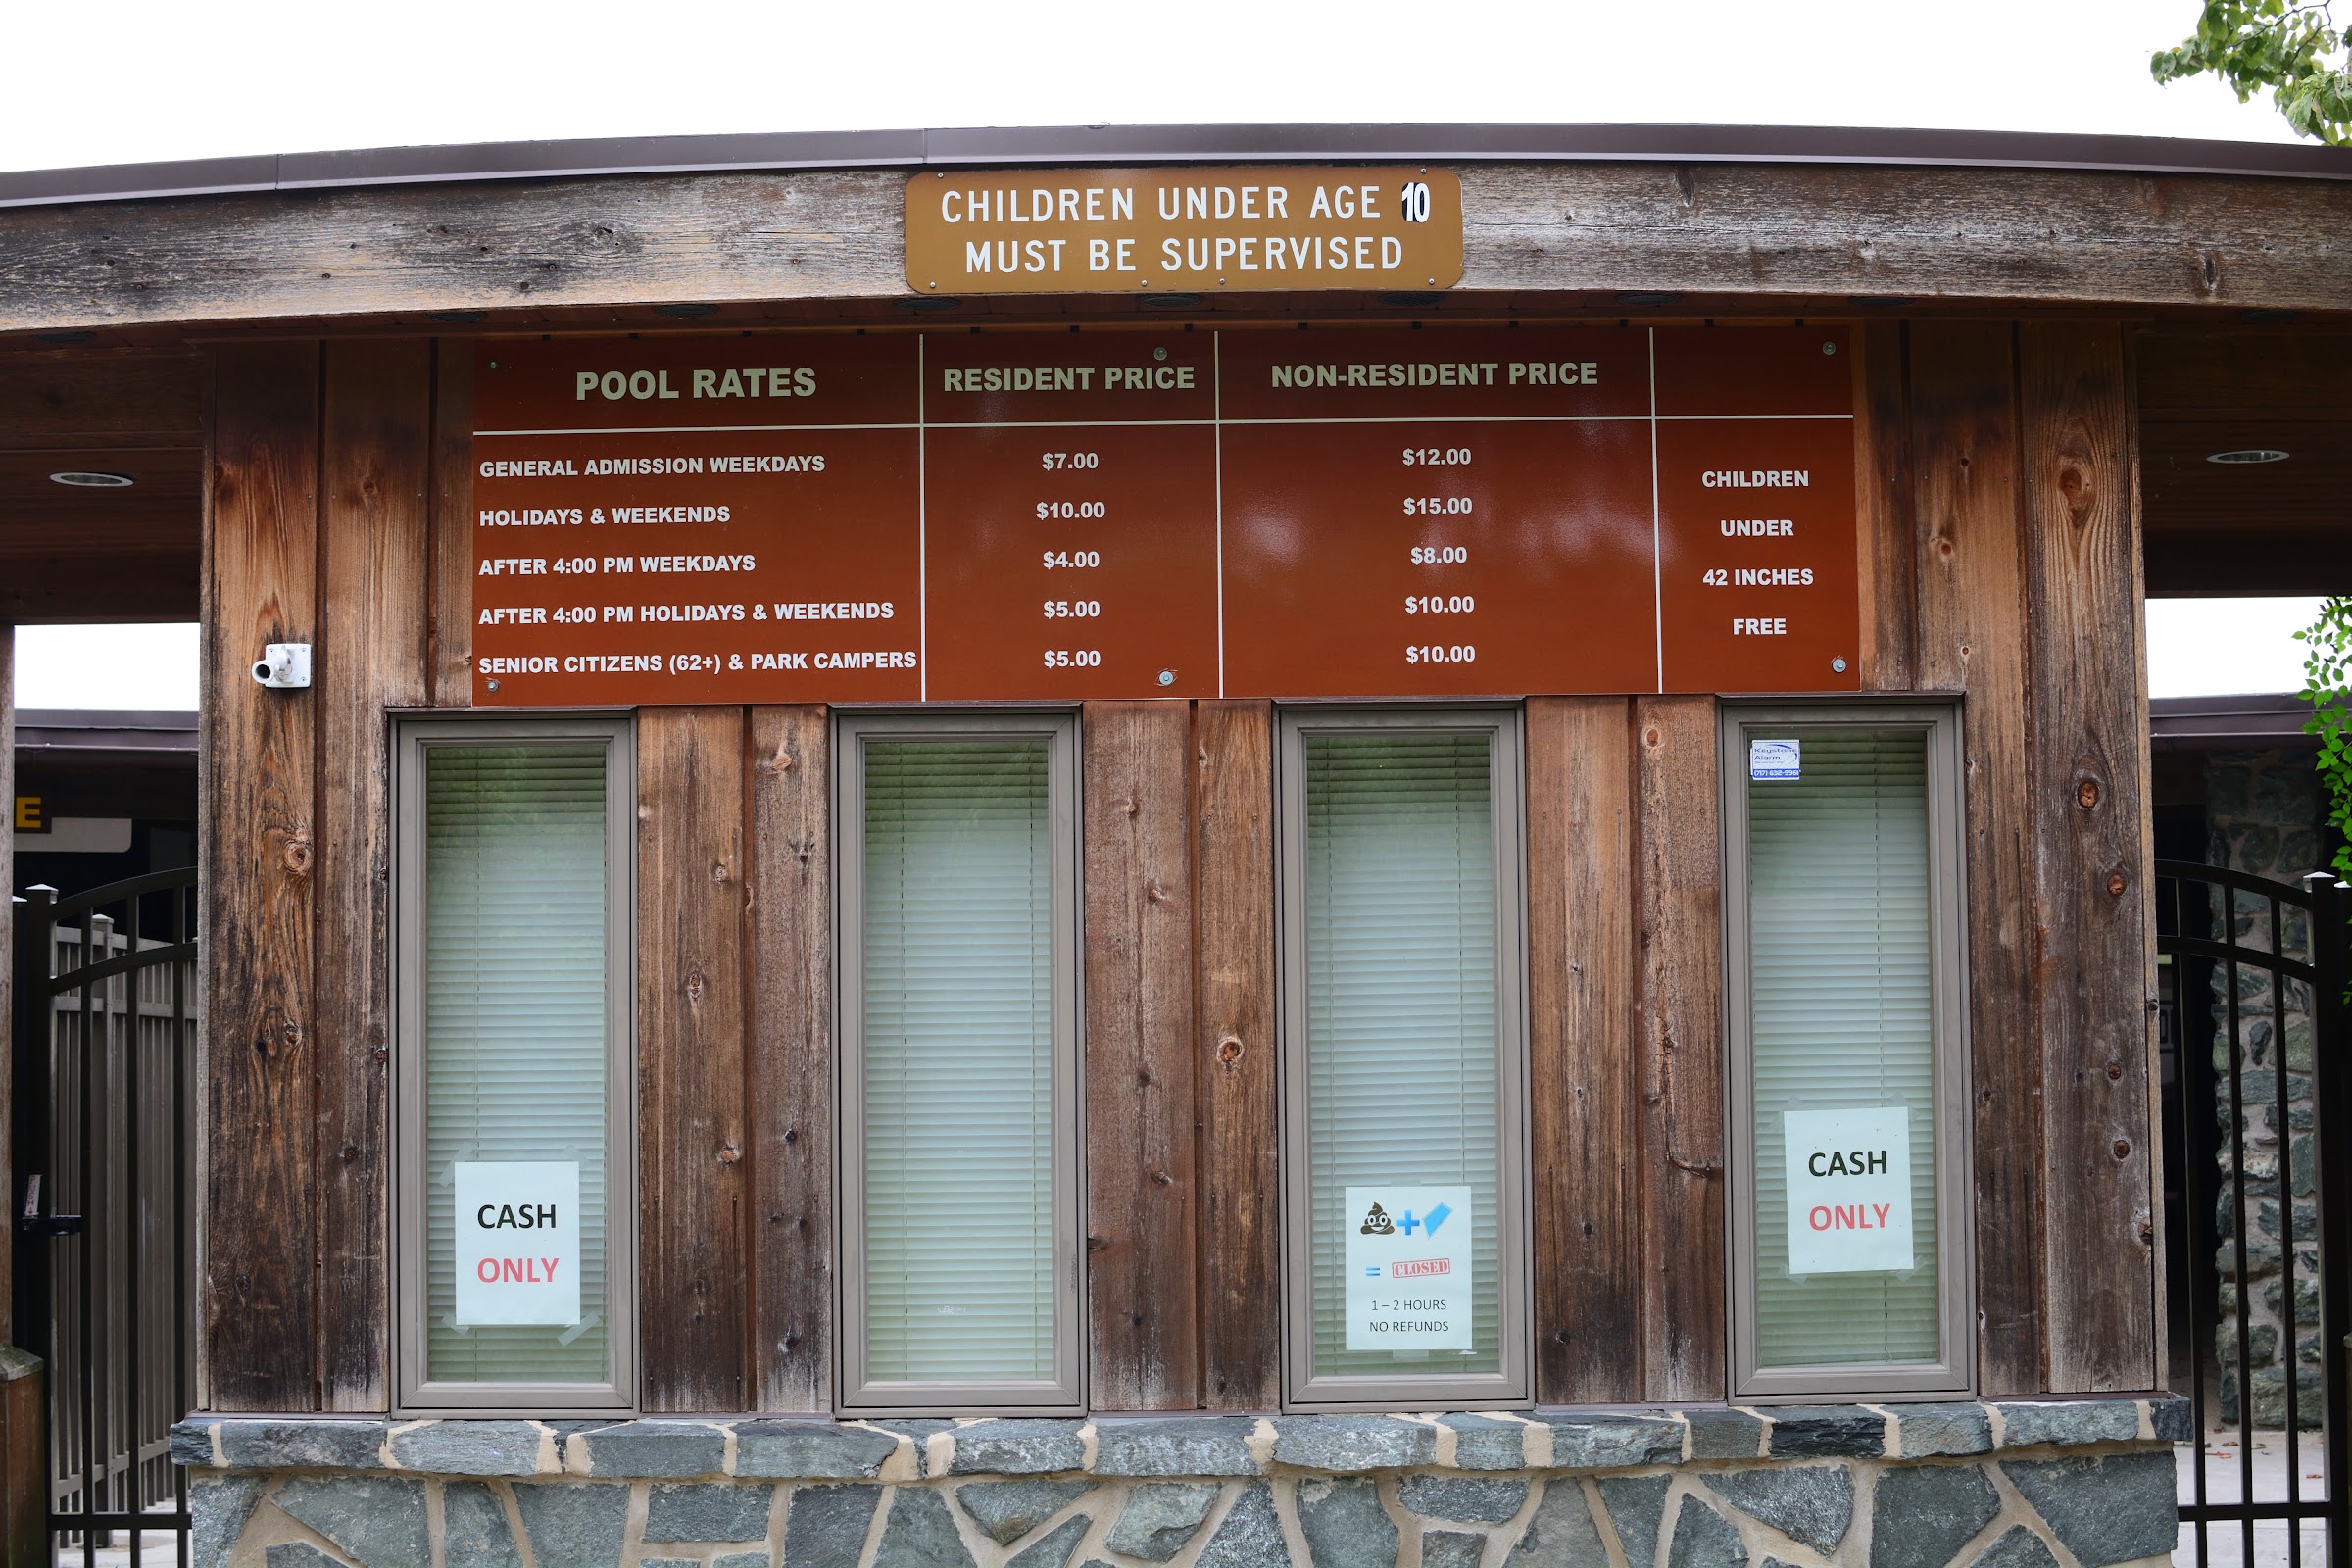 CHILDREN UNDER AGE 10
MUST BE SUPERVISED
POOL RATES RESIDENT PRICE NON-RESIDENT PRICE
GENERAL ADMISSION WEEKDAYS $7.00 $12.00
HOLIDAYS & WEEKENDS $10.00 $15.00
AFTER 4:00 PM WEEKDAYS $4.00 $8.00
AFTER 4:00 PM HOLIDAYS & WEEKENDS $5.00 $10.00
SENIOR CITIZENS (62+) & PARK CAMPERS $5.00 $10.00
CHILDREN
UNDER
42 INCHES
FREE
E
Keystone
Alarm
CASH
ONLY
+
= CLOSED
1 – 2 HOURS
NO REFUNDS
CASH
ONLY